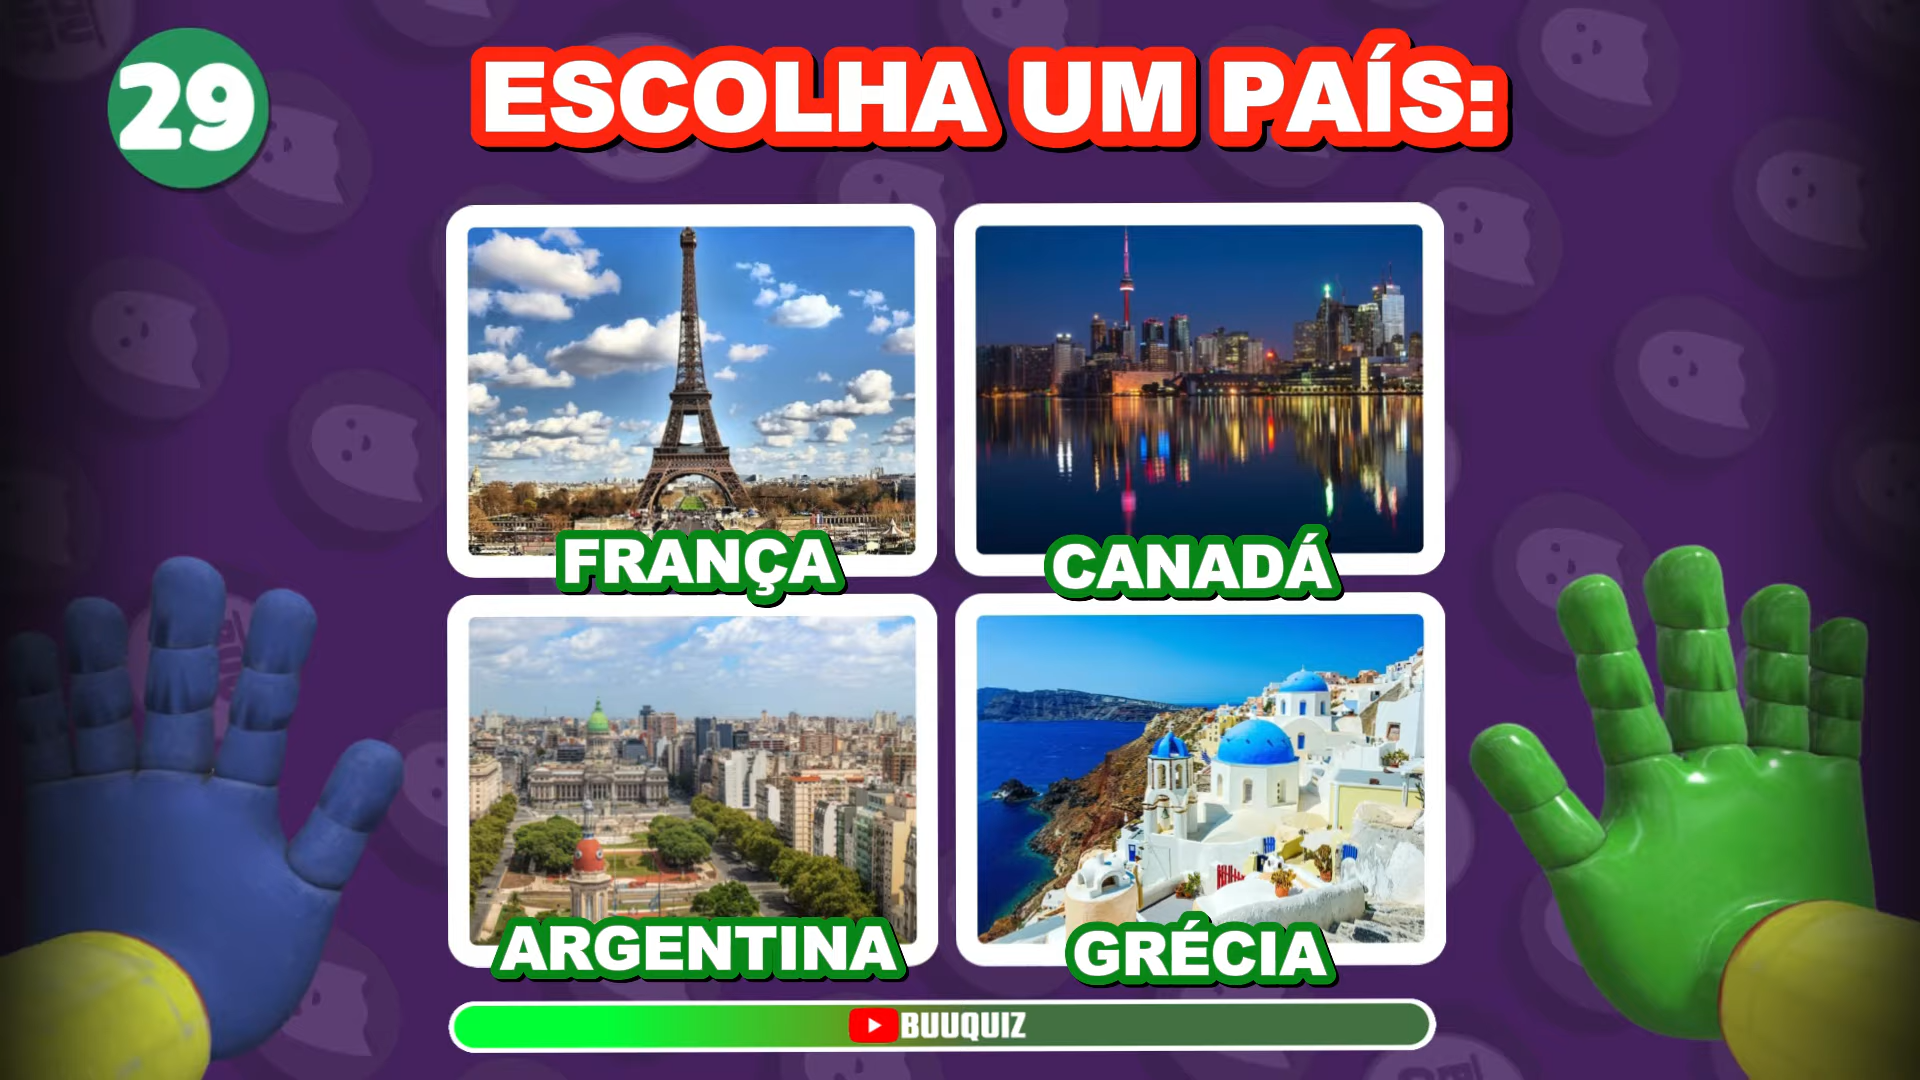 29
ESCOLHA UM PAÍS:
FRANÇA
CANADÁ
ARGENTINA
GRÉCIA
BUUQUIZ